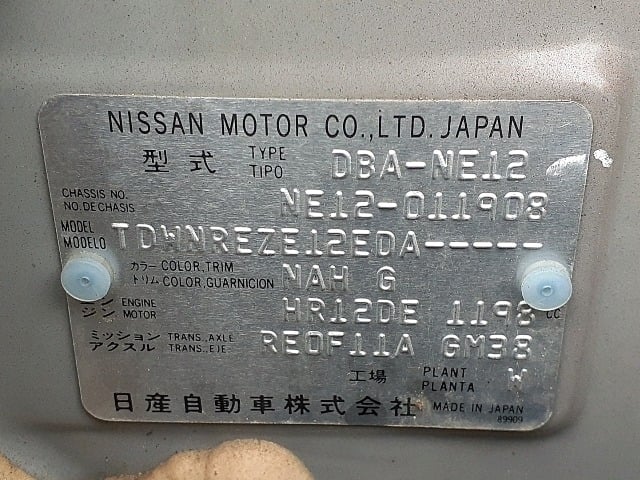 NISSAN MOTOR CO.,LTD. JAPAN
型式 TYPE TIPO DBA-NE12
CHASSIS NO. NO.DE CHASIS NE12-011908
MODEL MODELO TDWNREZE12EDA-----
カラー COLOR,TRIM トリム COLOR,GUARNICION NAH G
ジン ENGINE MOTOR HR12DE 1198 CC
ミッション TRANS.,AXLE アクスル TRANS.,EJE RE0F11A GM38
工場 PLANT PLANTA W
日産自動車株式会社 MADE IN JAPAN
89909